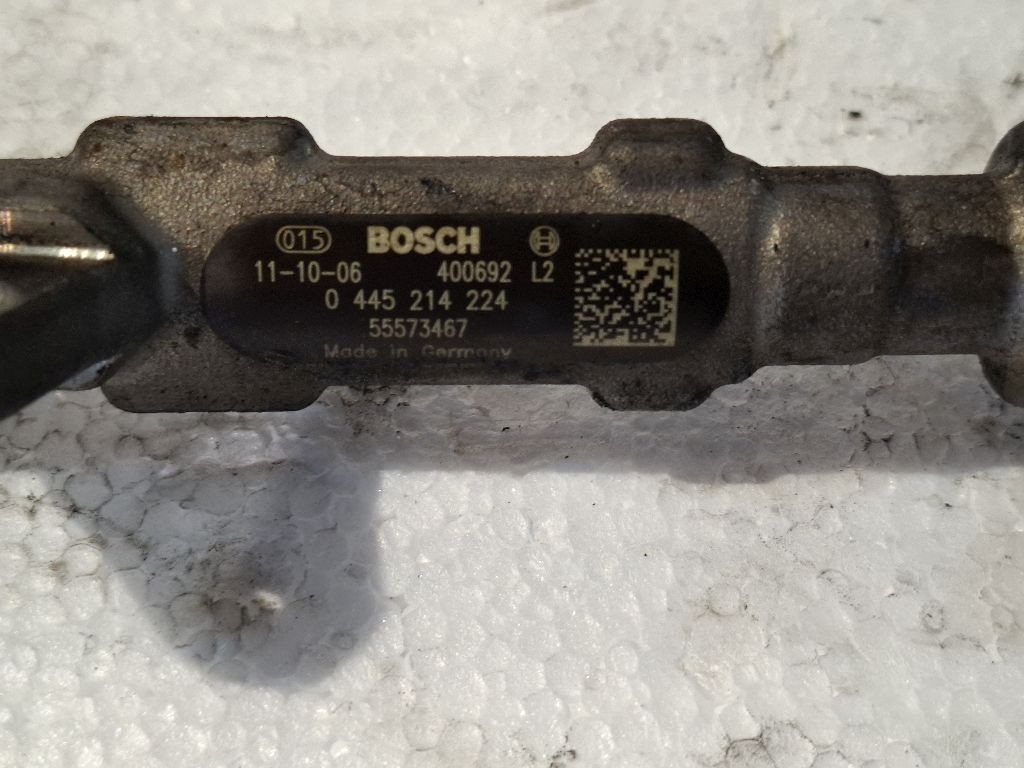 015 BOSCH
11-10-06 400692 L2
0 445 214 224
55573467
Made in Germany